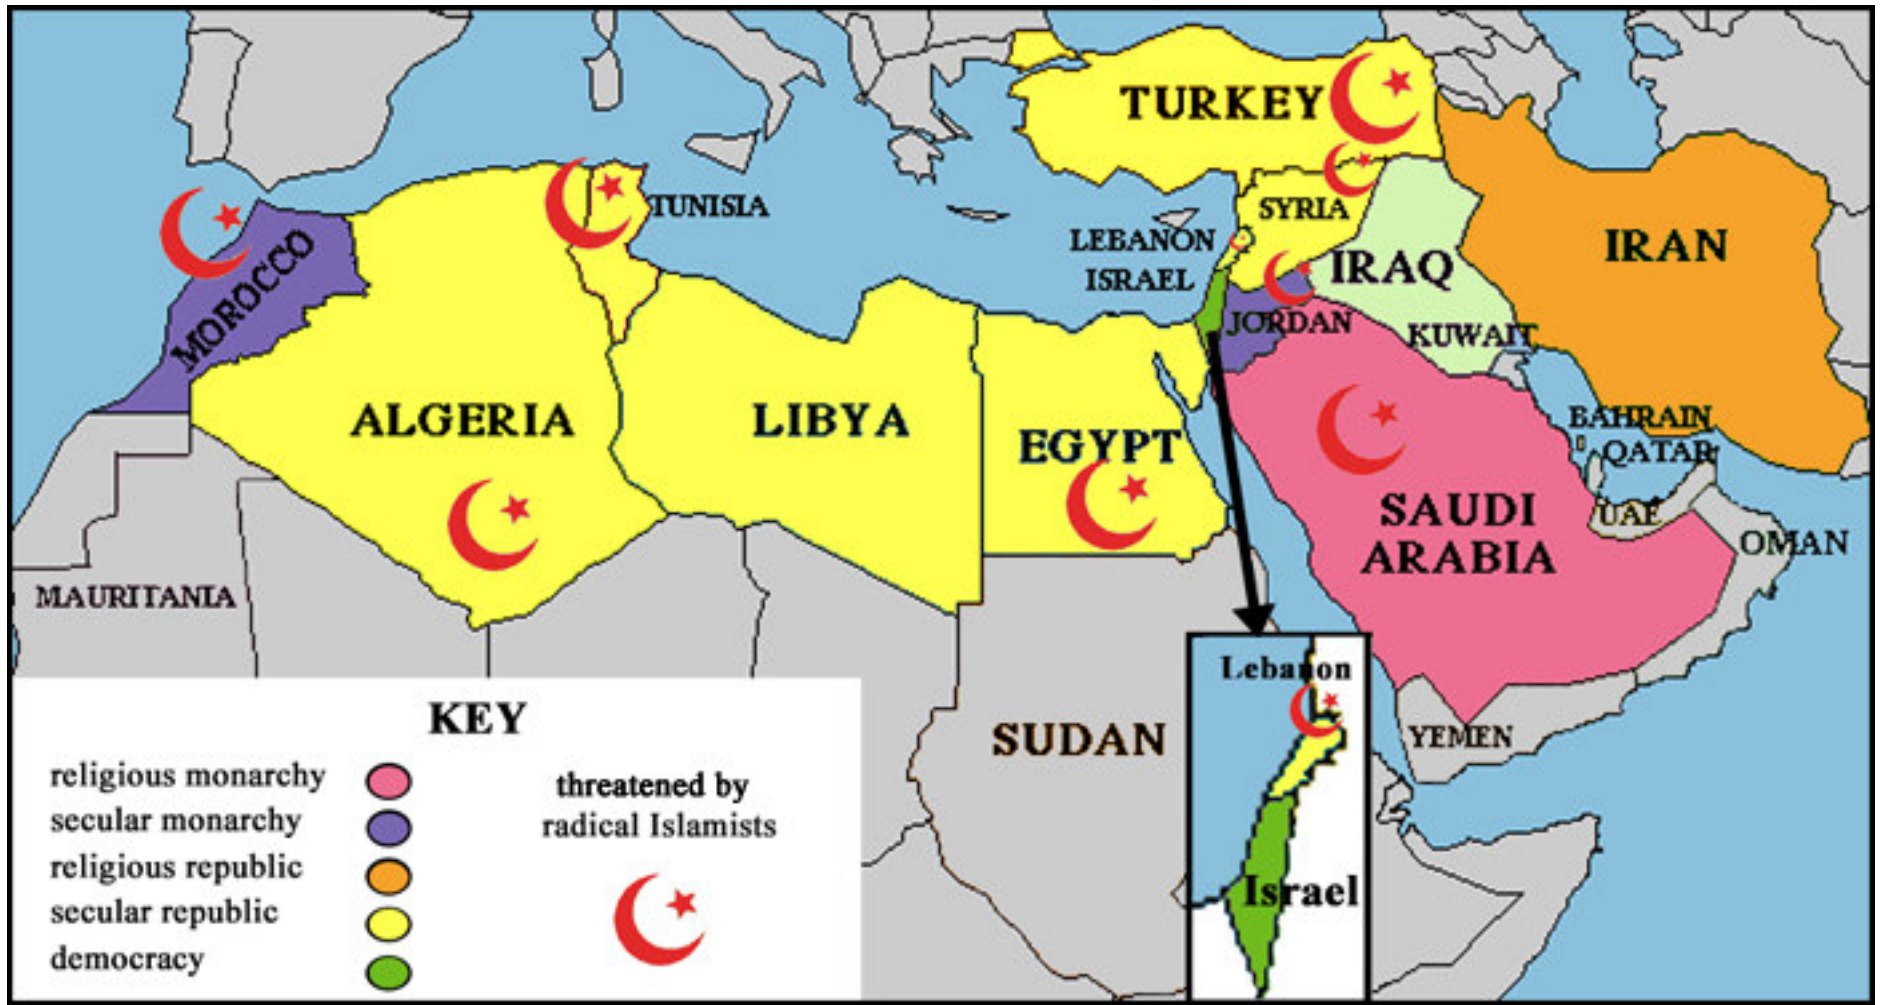 TURKEY
TUNISIA
SYRIA
LEBANON
ISRAEL
IRAQ
IRAN
MOROCCO
JORDAN
KUWAIT
ALGERIA
LIBYA
EGYPT
BAHRAIN
QATAR
SAUDI
ARABIA
UAE
OMAN
MAURITANIA
SUDAN
YEMEN
Lebanon
Israel
KEY
religious monarchy
secular monarchy
religious republic
secular republic
democracy
threatened by
radical Islamists